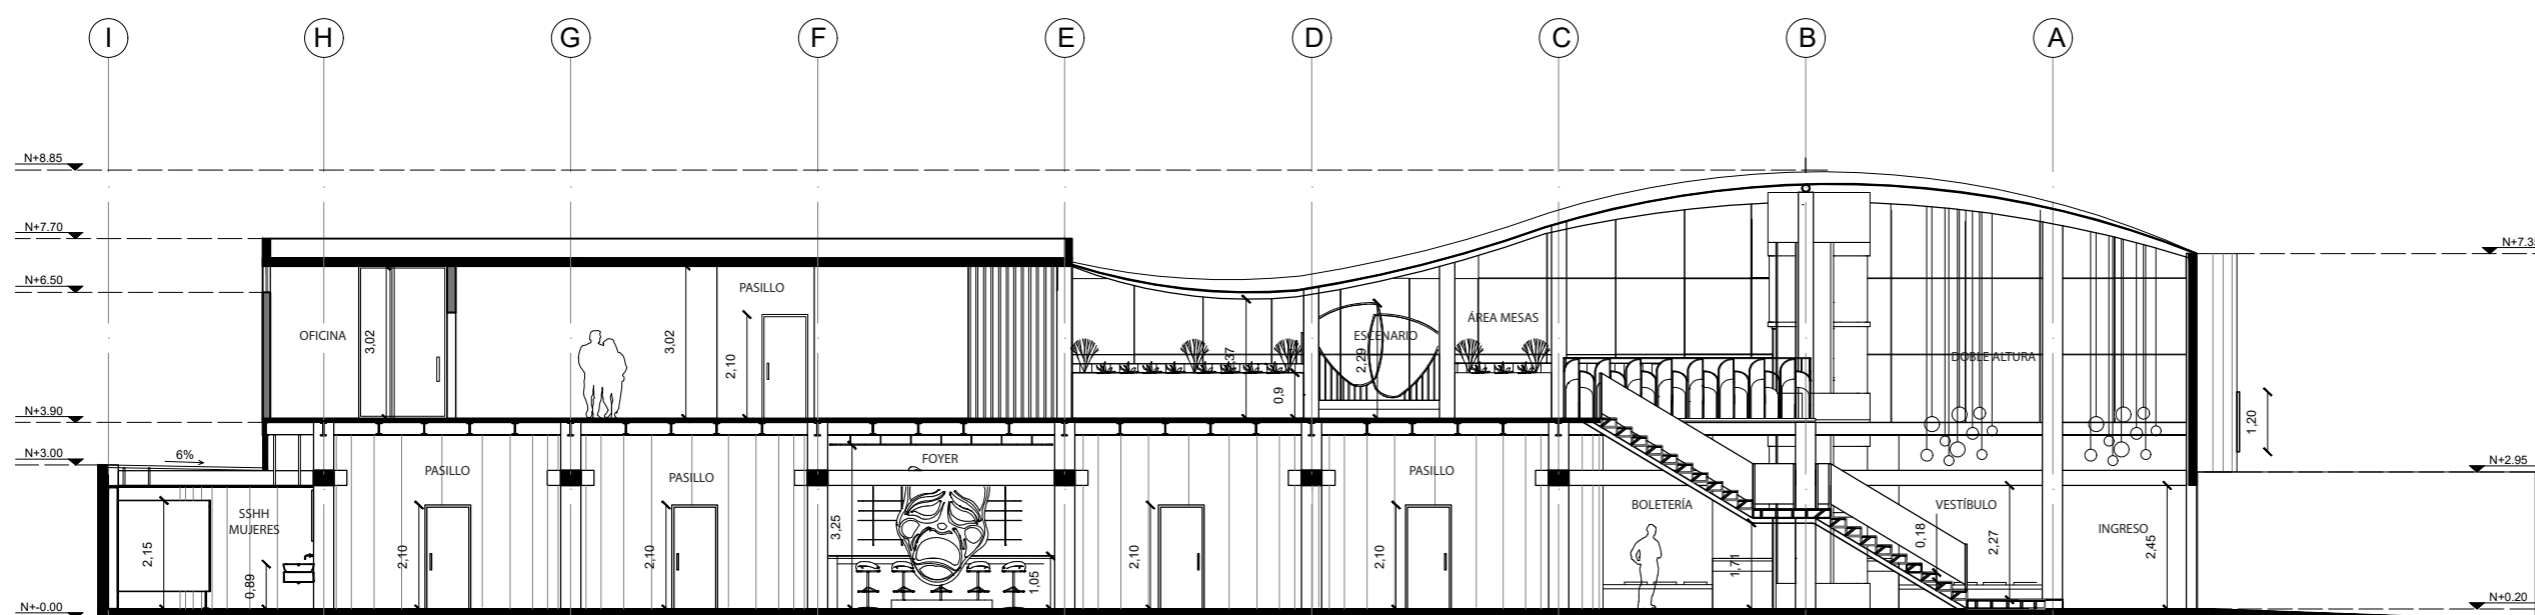 I
H
G
F
E
D
C
B
A
N+8.85
N+7.70
N+7.35
N+6.50
PASILLO
OFICINA
3,02
3,02
2,10
ÁREA MESAS
ESCENARIO
2,29
DOBLE ALTURA
0,9
1,20
N+3.90
N+3.00
6%
PASILLO
PASILLO
FOYER
PASILLO
N+2.95
SSHH
MUJERES
BOLETERÍA
VESTÍBULO
INGRESO
2,15
0,89
2,10
2,10
3,25
1,05
2,10
2,10
1,71
0,18
2,27
2,45
N+-0.00
N+0.20